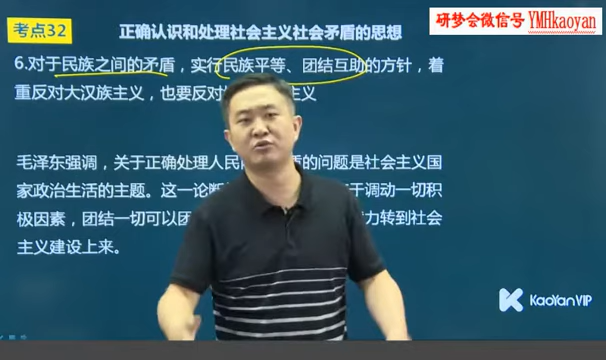 考点32
正确认识和处理社会主义社会矛盾的思想
研梦会微信号
YMHkaoyan
6.对于民族之间的矛盾，实行民族平等、团结互助的方针，着
重反对大汉族主义，也要反对 主义
毛泽东强调，关于正确处理人民 的问题是社会主义国
家政治生活的主题。这一论断 于调动一切积
极因素，团结一切可以团 力转到社会
主义建设上来。
KaoYanVIP